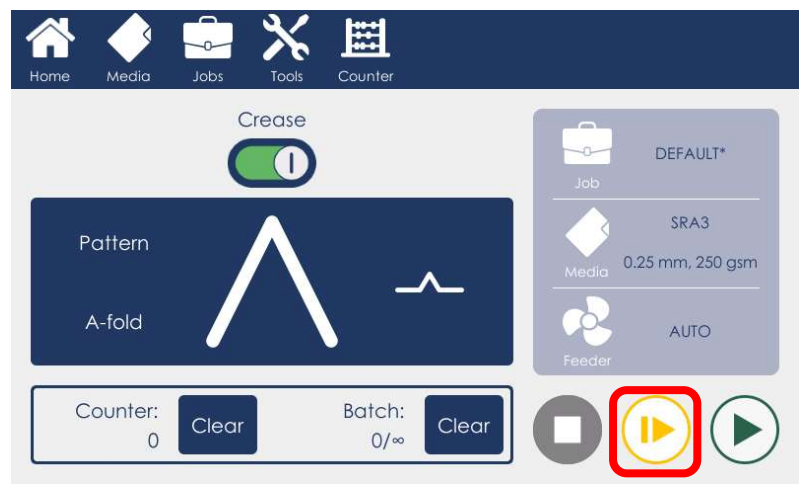 Home Media Jobs Tools Counter
Crease
Pattern
A-fold
Counter:
0
Clear
Batch:
0/∞
Clear
Job
DEFAULT*
Media
SRA3
0.25 mm, 250 gsm
Feeder
AUTO